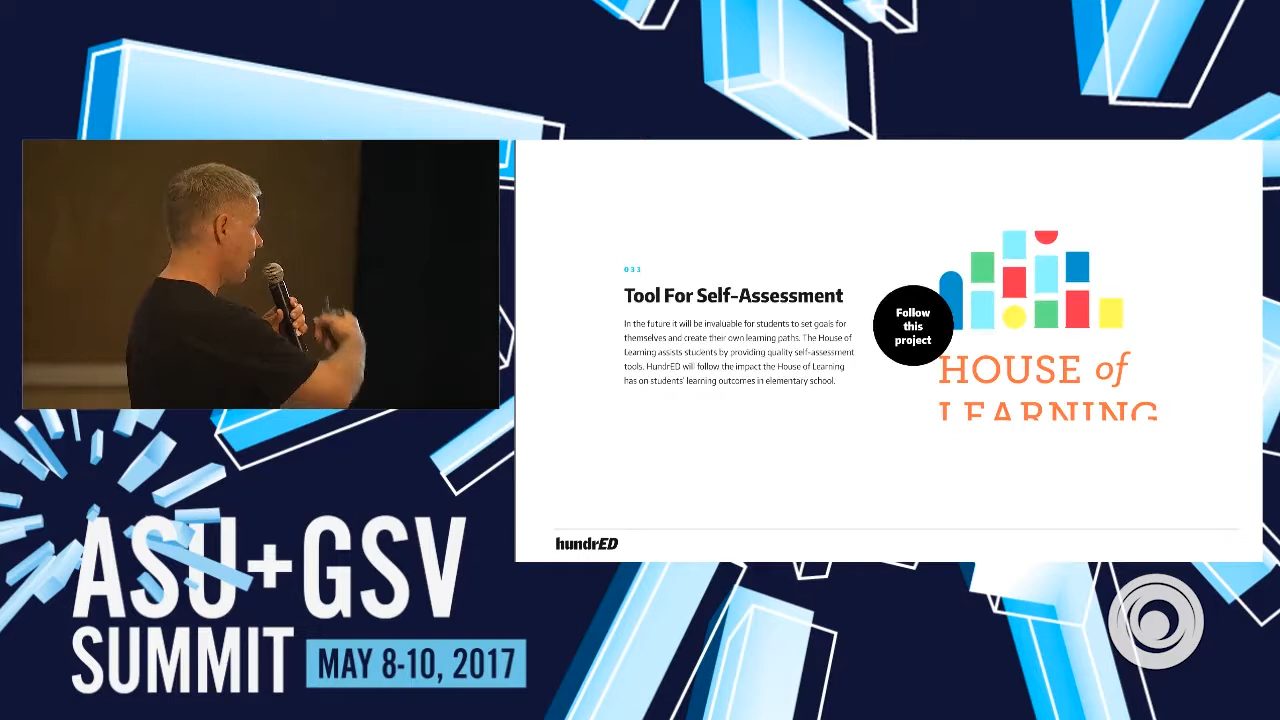 033
Tool For Self-Assessment
In the future it will be invaluable for students to set goals for
themselves and create their own learning paths. The House of
Learning assists students by providing quality self-assessment
tools. HundrED will follow the impact the House of Learning
has on students' learning outcomes in elementary school.
Follow
this
project
HOUSE of
LEARNING
hundrED
ASU+GSV
SUMMIT
MAY 8-10, 2017